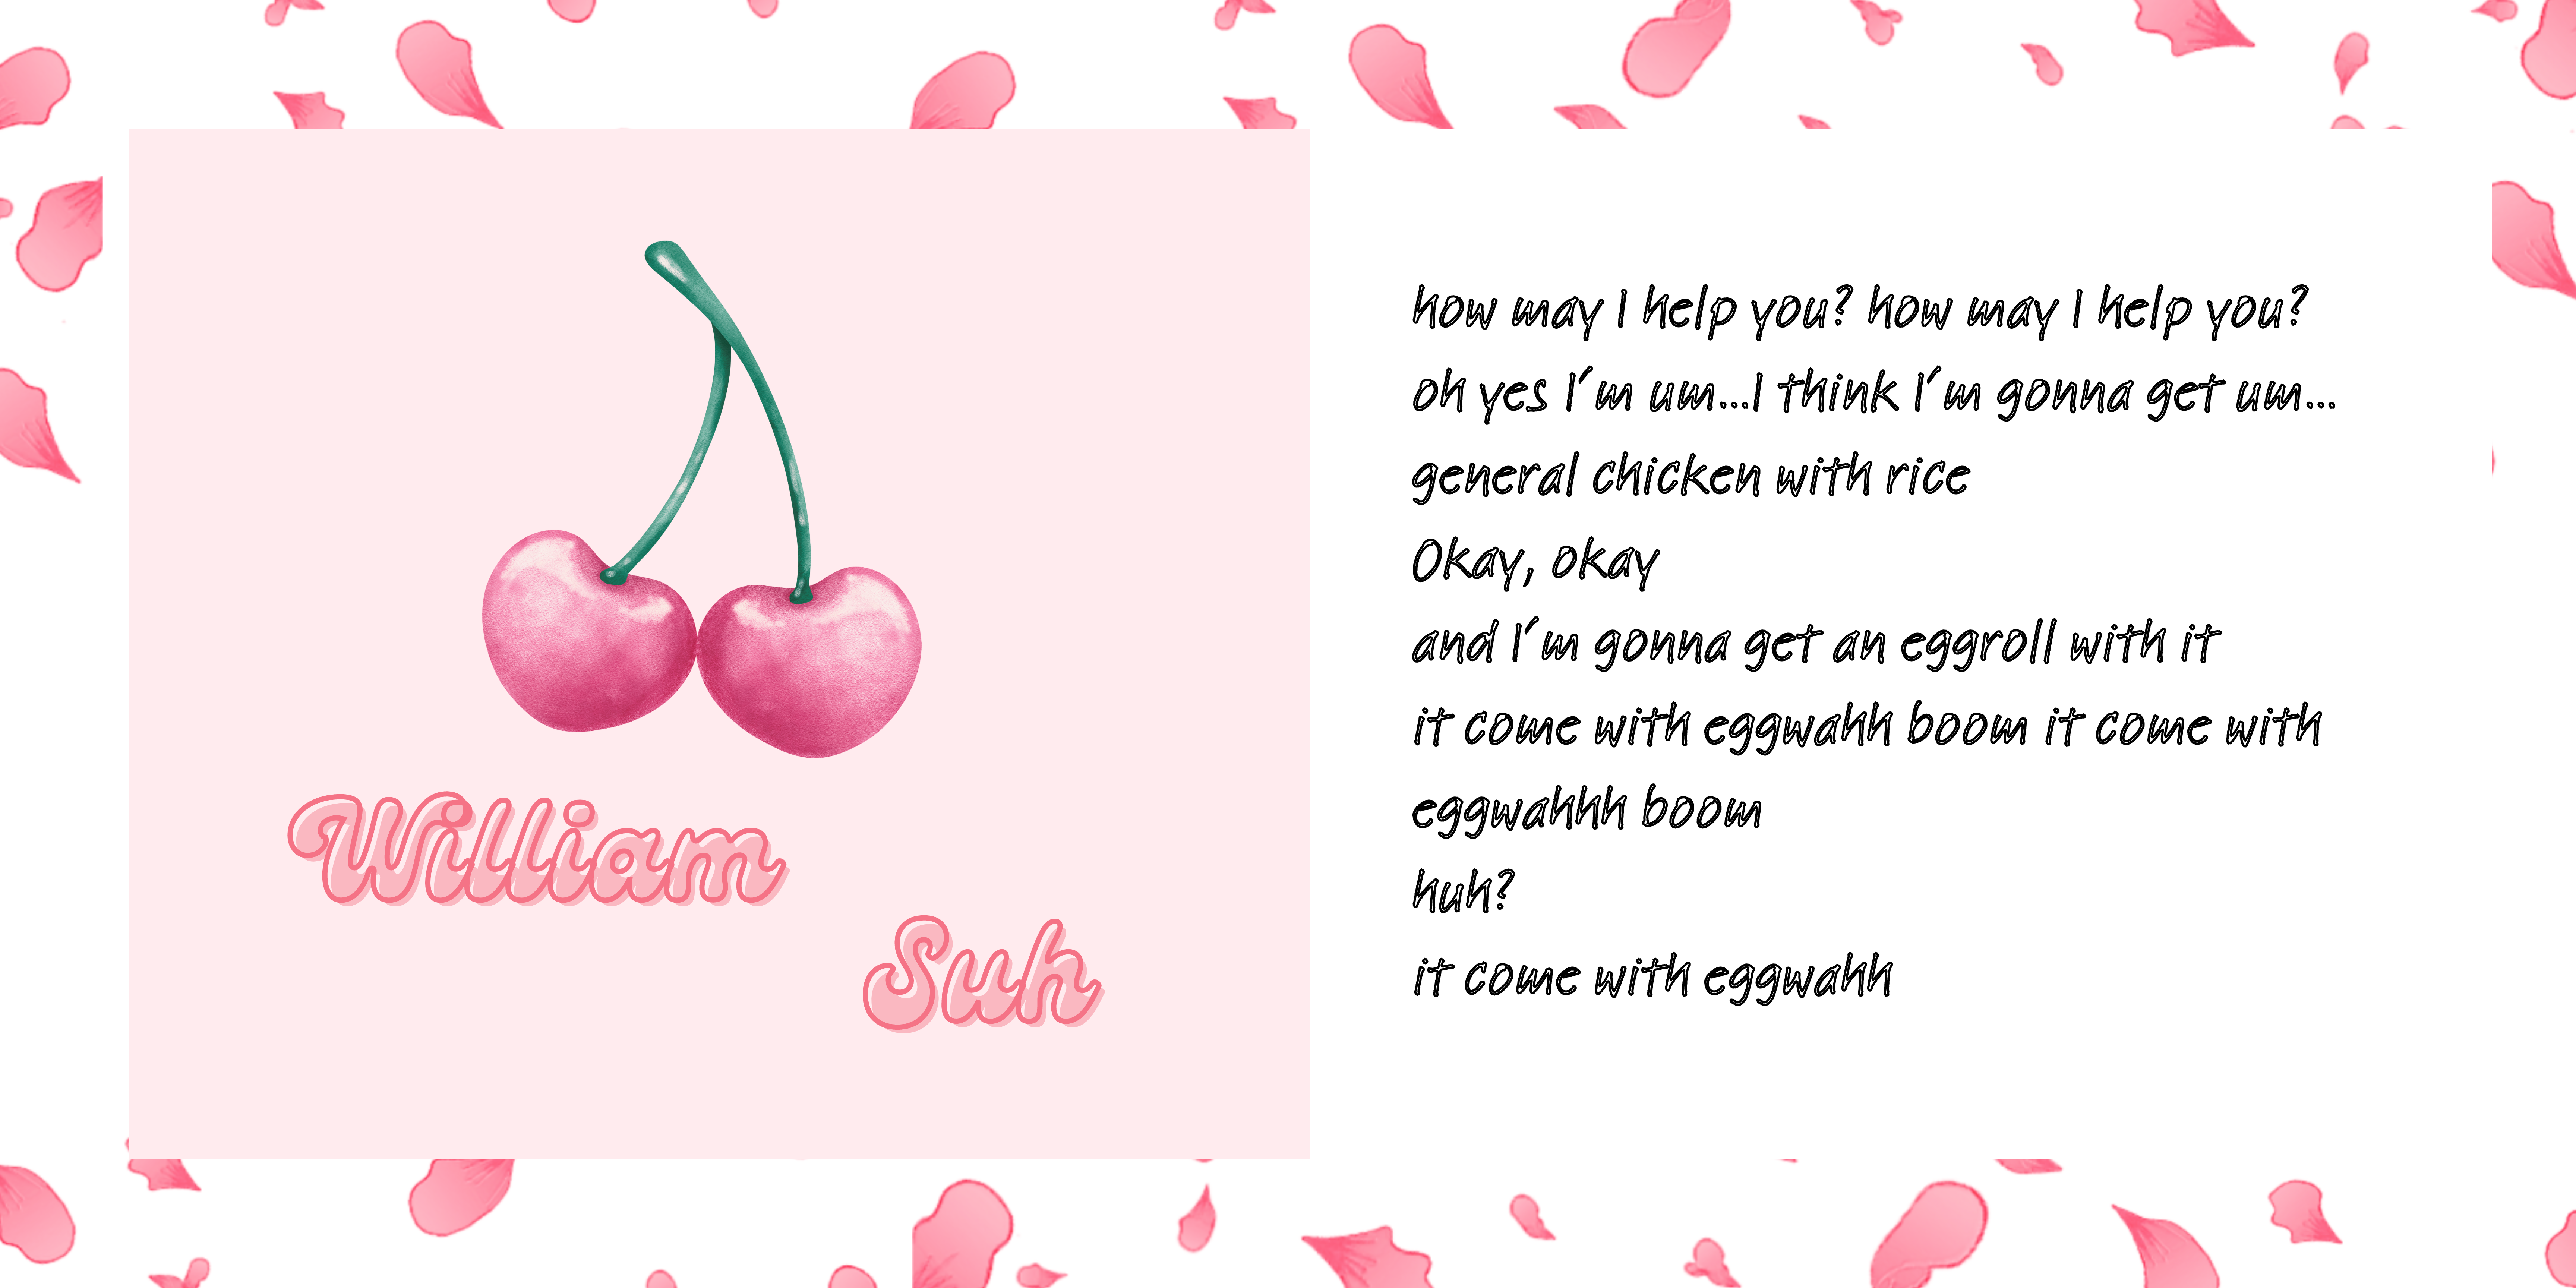 William
Suh
how may I help you? how may I help you?
oh yes I'm um...I think I'm gonna get um...
general chicken with rice
Okay, okay
and I'm gonna get an eggroll with it
it come with eggwahh boom it come with
eggwahhh boom
huh?
it come with eggwahh